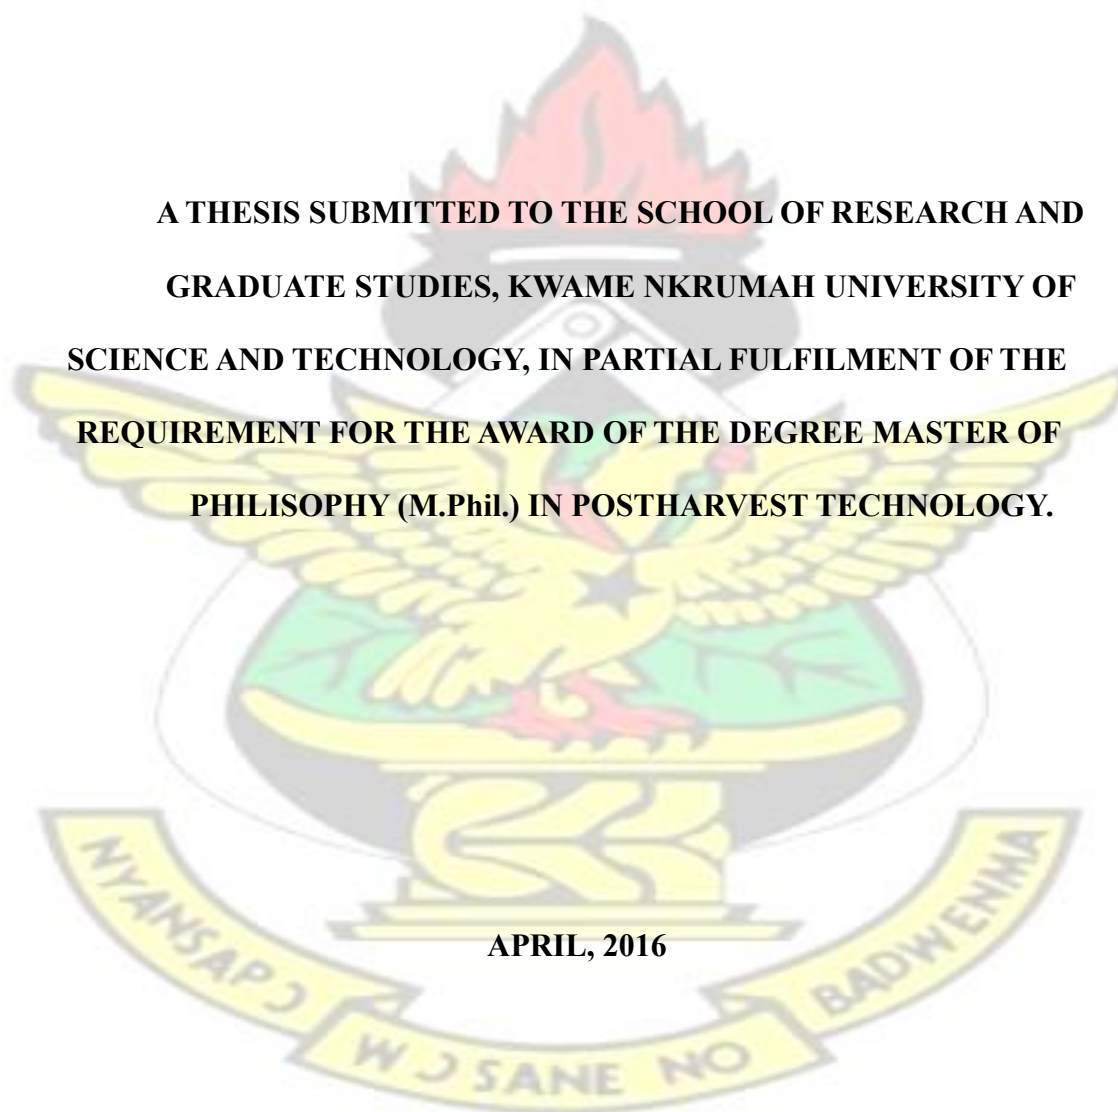 A THESIS SUBMITTED TO THE SCHOOL OF RESEARCH AND
GRADUATE STUDIES, KWAME NKRUMAH UNIVERSITY OF
SCIENCE AND TECHNOLOGY, IN PARTIAL FULFILMENT OF THE
REQUIREMENT FOR THE AWARD OF THE DEGREE MASTER OF
PHILISOPHY (M.Phil.) IN POSTHARVEST TECHNOLOGY.
APRIL, 2016
NYANSAPƆ WƆSANE NO BADWENMA